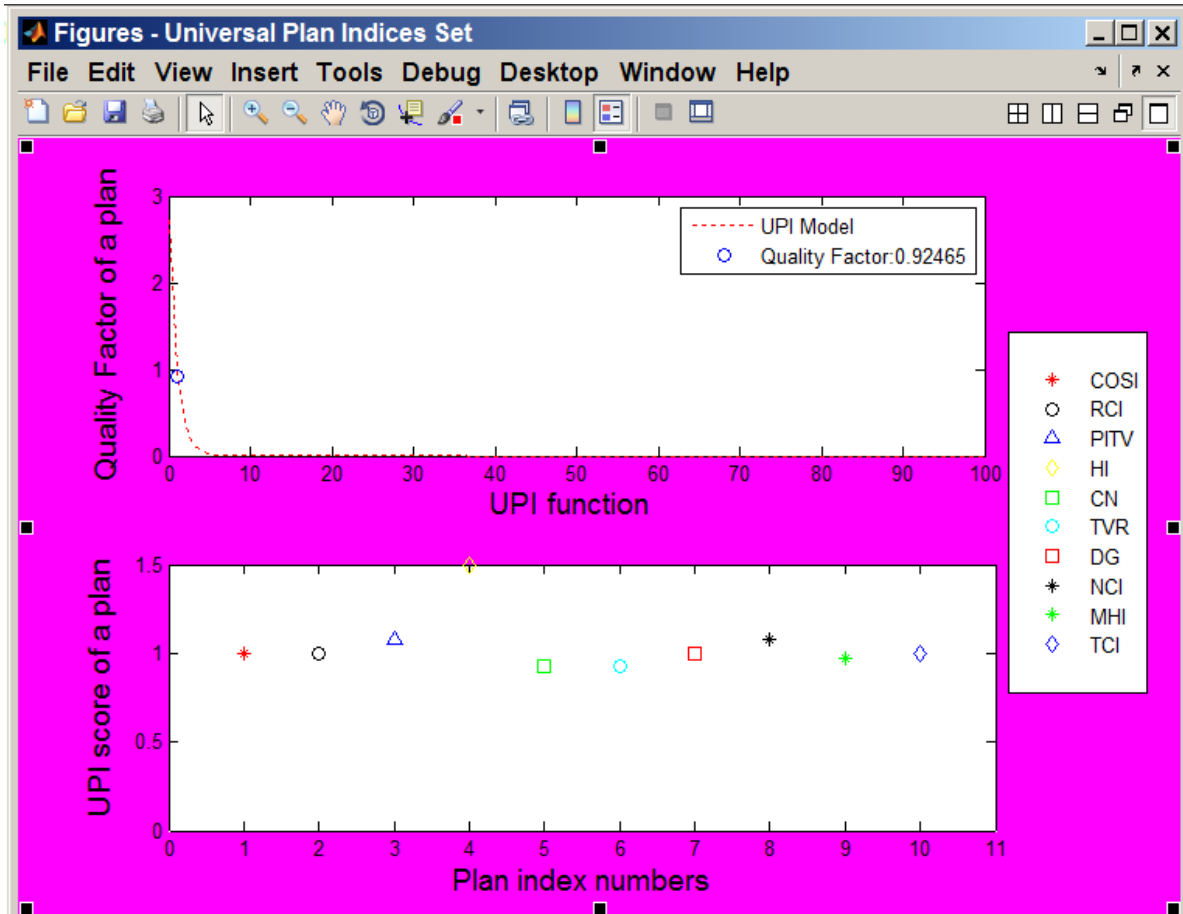 Figures - Universal Plan Indices Set
File Edit View Insert Tools Debug Desktop Window Help
Quality Factor of a plan
3
2
1
0
0 10 20 30 40 50 60 70 80 90 100
UPI function
UPI Model
Quality Factor:0.92465
COSI
RCI
PITV
HI
CN
TVR
DG
NCI
MHI
TCI
UPI score of a plan
1.5
1
0.5
0
0 1 2 3 4 5 6 7 8 9 10 11
Plan index numbers